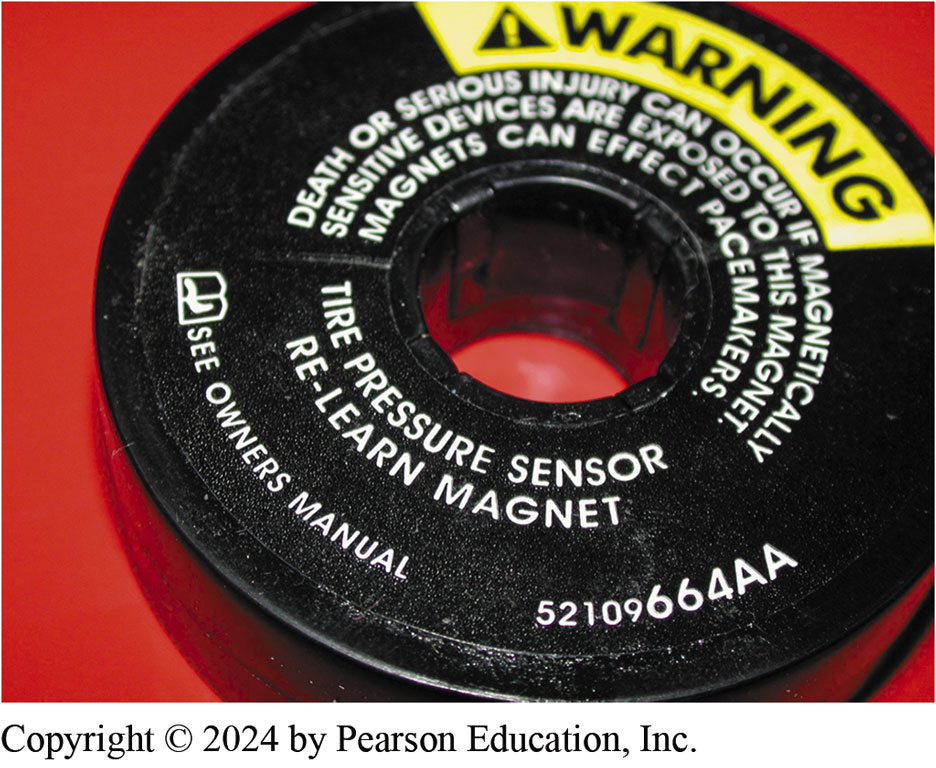 WARNING
DEATH OR SERIOUS INJURY CAN OCCUR IF MAGNETICALLY
SENSITIVE DEVICES ARE EXPOSED TO THIS MAGNET.
MAGNETS CAN EFFECT PACEMAKERS.
TIRE PRESSURE SENSOR
RE-LEARN MAGNET
SEE OWNERS MANUAL
52109664AA
Copyright © 2024 by Pearson Education, Inc.